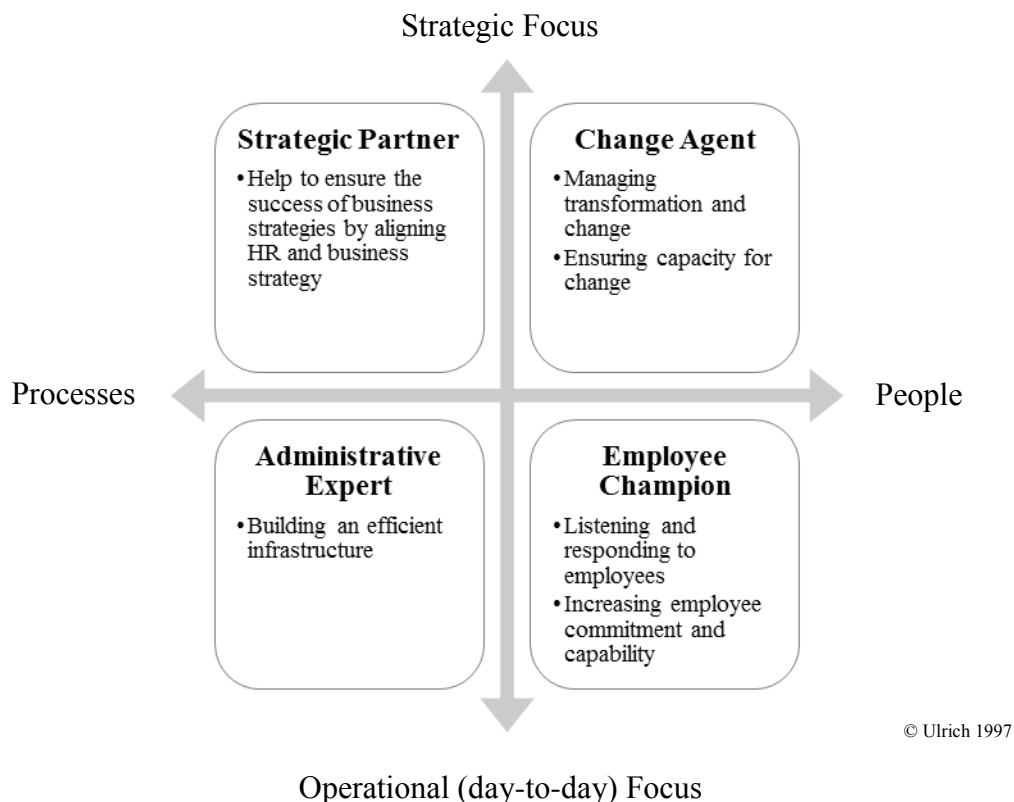 Strategic Focus
Strategic Partner
•Help to ensure the
success of business
strategies by aligning
HR and business
strategy
Change Agent
•Managing
transformation and
change
•Ensuring capacity for
change
Processes
People
Administrative
Expert
•Building an efficient
infrastructure
Employee
Champion
•Listening and
responding to
employees
•Increasing employee
commitment and
capability
© Ulrich 1997
Operational (day-to-day) Focus